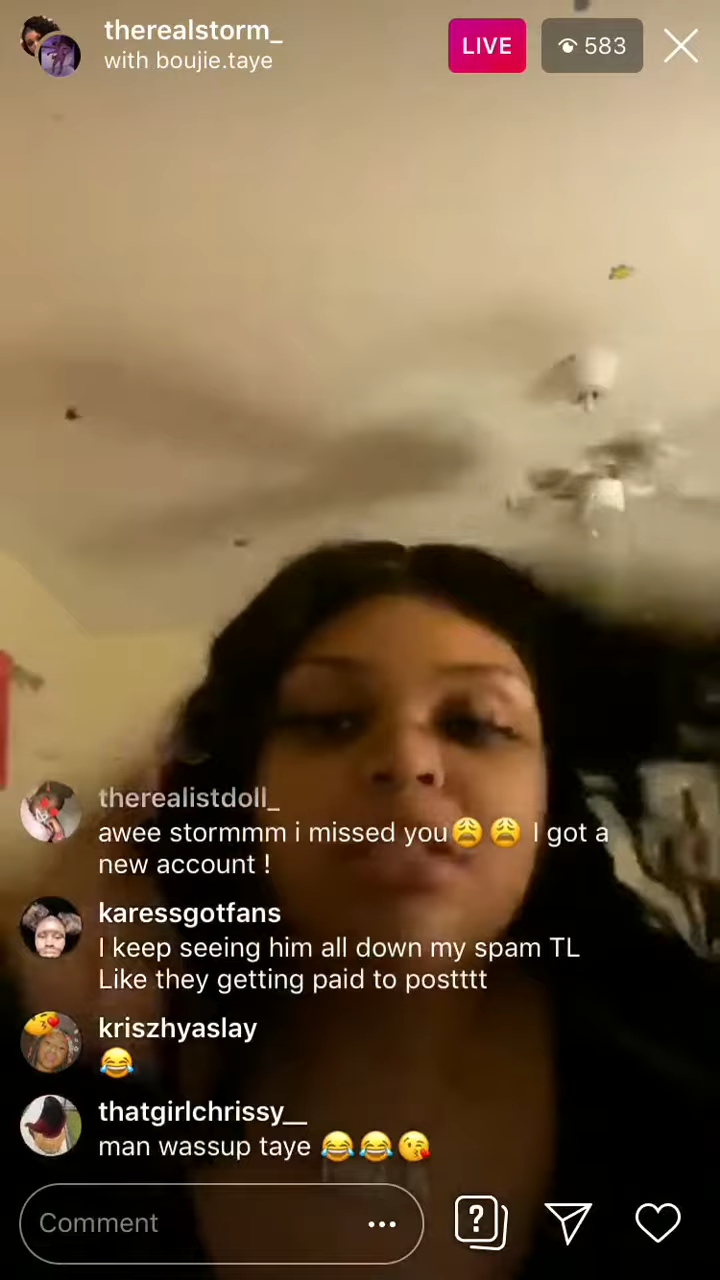 therealstorm_
with boujie.taye
LIVE
583
therealistdoll_
awee stormmm i missed you😩😩 I got a
new account !
karessgotfans
I keep seeing him all down my spam TL
Like they getting paid to postttt
kriszhyaslay
😂
thatgirlchrissy__
man wassup taye 😂😂😘
Comment
?